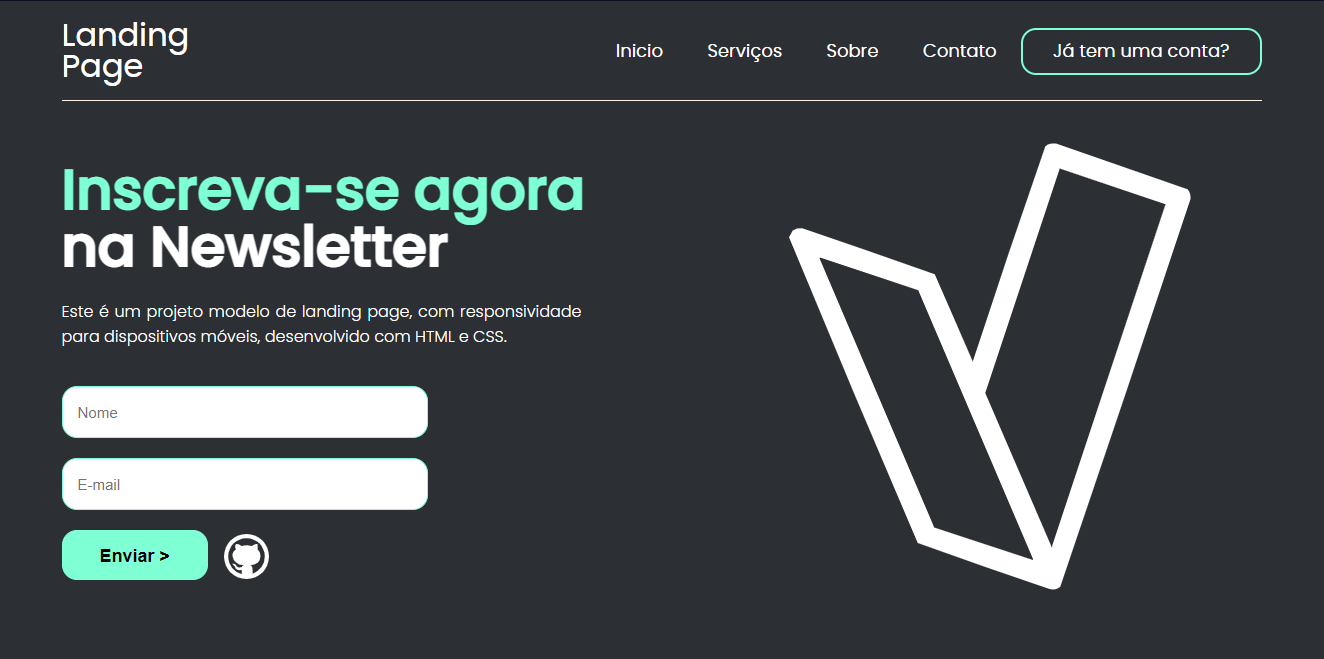 Landing
Page
Inicio Serviços Sobre Contato Já tem uma conta?
Inscreva-se agora
na Newsletter
Este é um projeto modelo de landing page, com responsividade
para dispositivos móveis, desenvolvido com HTML e CSS.
Nome
E-mail
Enviar >